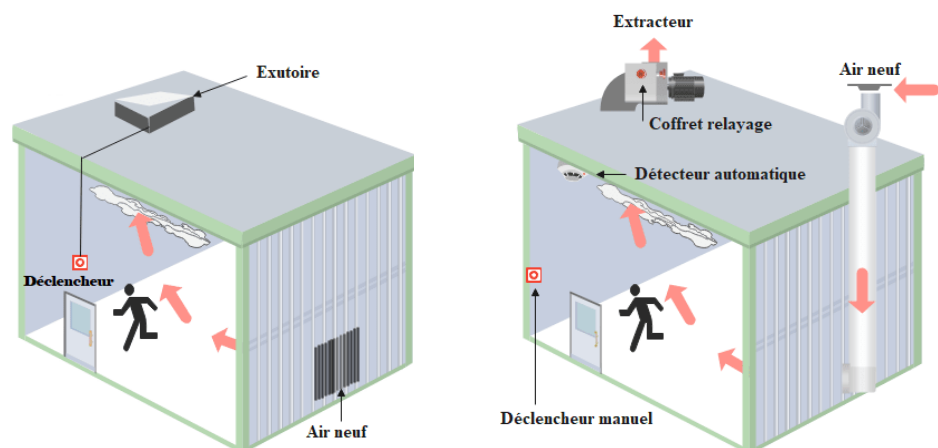 Exutoire
Déclencheur
Air neuf
Extracteur
Air neuf
Coffret relayage
Détecteur automatique
Déclencheur manuel